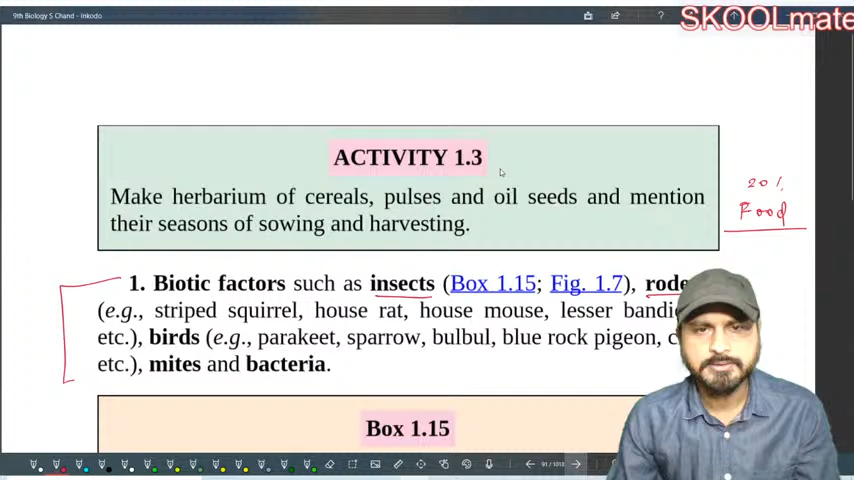 9th Biology S Chand - Inkodo
SKOOLmate
ACTIVITY 1.3
Make herbarium of cereals, pulses and oil seeds and mention
their seasons of sowing and harvesting.
20%
Food
1. Biotic factors such as insects (Box 1.15; Fig. 1.7),
(e.g., striped squirrel, house rat, house mouse, lesser
etc.), birds (e.g., parakeet, sparrow, bulbul, blue rock pigeon,
etc.), mites and bacteria.
Box 1.15
91/1013